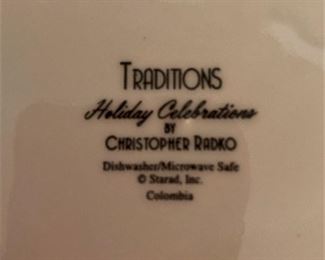 TRADITIONS
Holiday Celebrations
BY
CHRISTOPHER RADKO
Dishwasher/Microwave Safe
© Starad, Inc.
Colombia